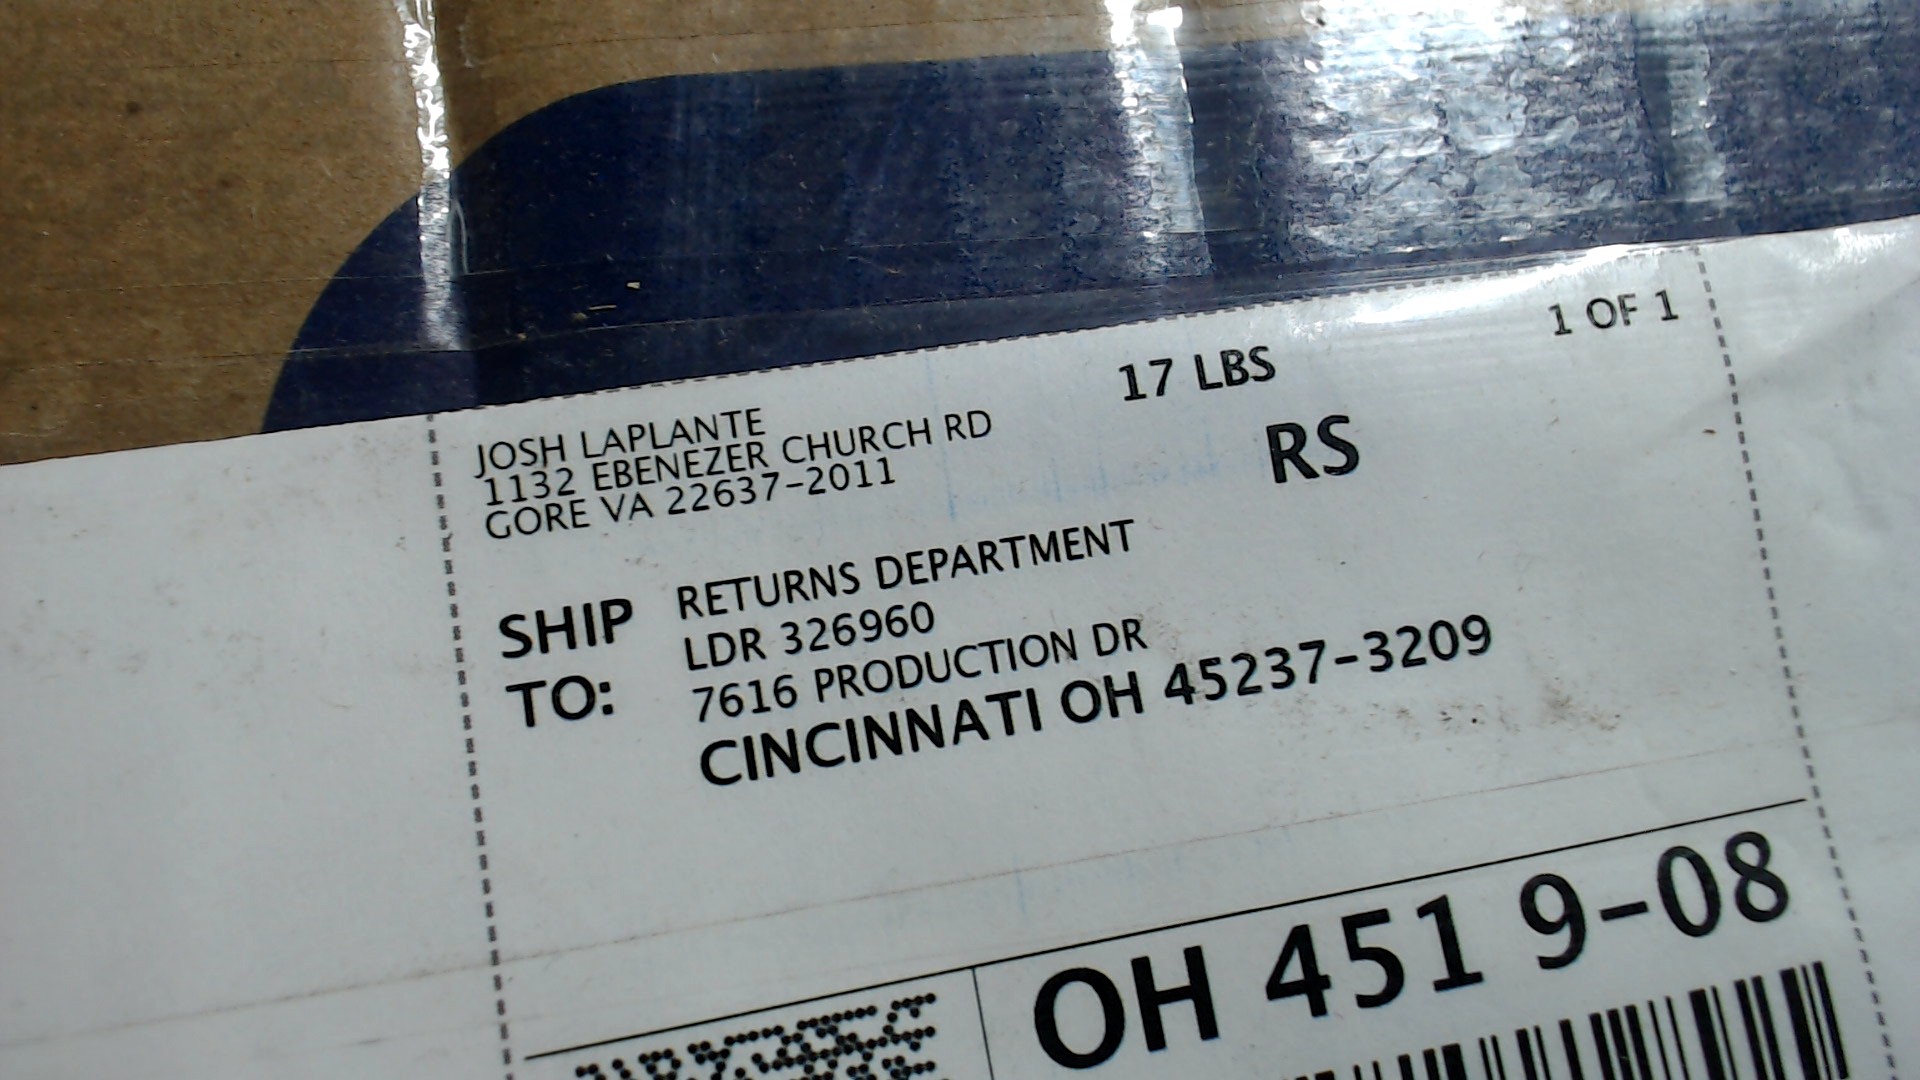 1 OF 1
17 LBS
RS
JOSH LAPLANTE
1132 EBENEZER CHURCH RD
GORE VA 22637-2011
SHIP TO:
RETURNS DEPARTMENT
LDR 326960
7616 PRODUCTION DR
CINCINNATI OH 45237-3209
OH 451 9-08